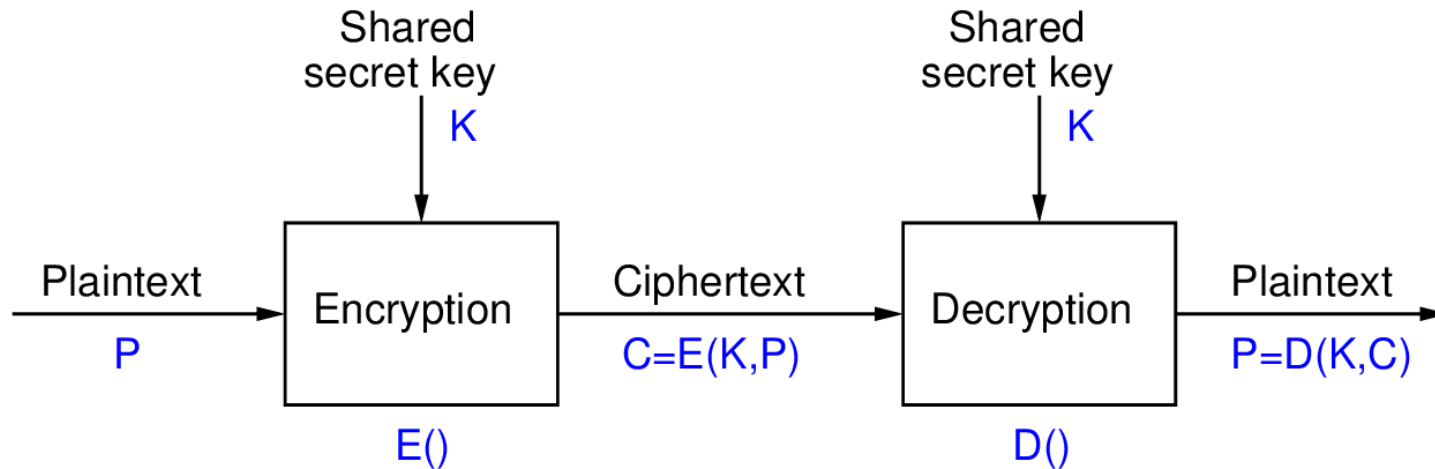 Shared
secret key
K
Shared
secret key
K
Plaintext
P
Encryption
E()
Ciphertext
C=E(K,P)
Decryption
D()
Plaintext
P=D(K,C)